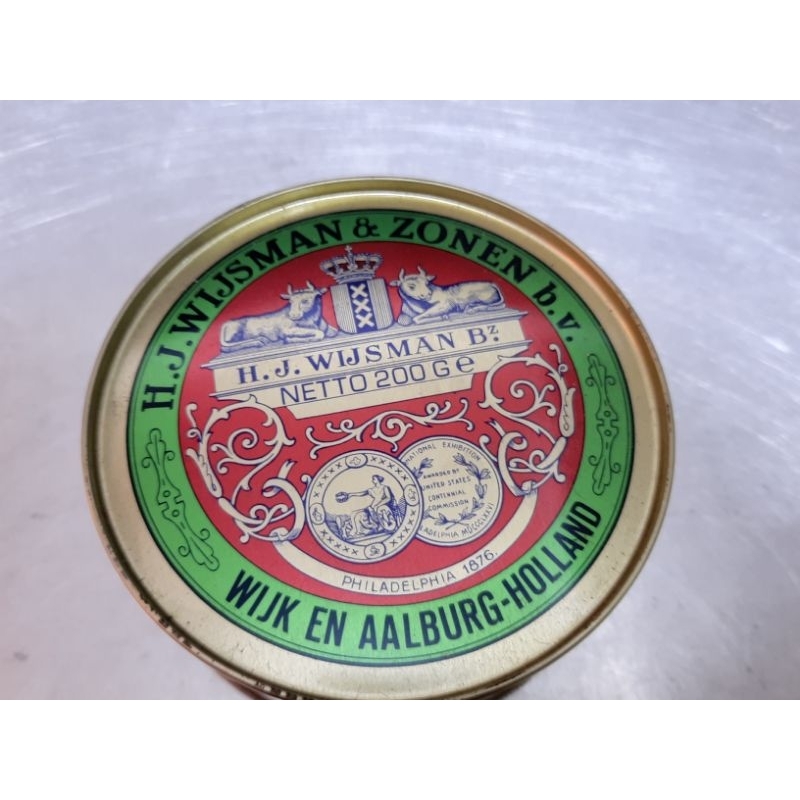 H.J. WIJSMAN & ZONEN b.v.
XXX
H. J. WIJSMAN Bz.
NETTO 200 G e
NATIONAL EXHIBITION
AWARDED BY
UNITED STATES
CENTENNIAL
COMMISSION
PHILADELPHIA 1876.
WIJK EN AALBURG-HOLLAND